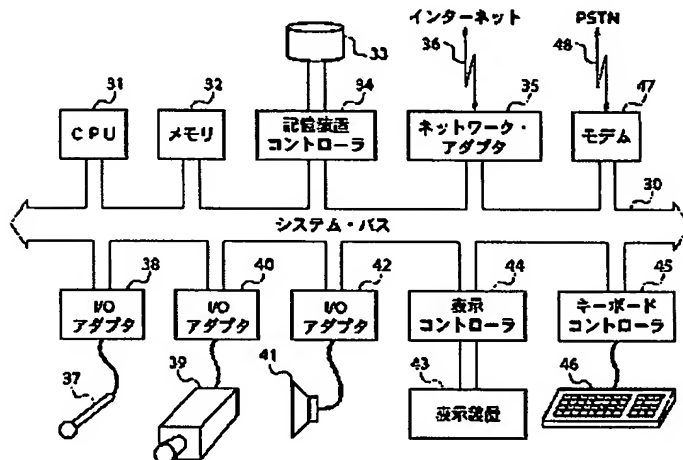 インターネット
PSTN
33
36
48
31
32
34
35
47
CPU
メモリ
記憶装置
コントローラ
ネットワーク・
アダプタ
モデム
30
システム・バス
38
40
42
44
45
I/O
アダプタ
I/O
アダプタ
I/O
アダプタ
表示
コントローラ
キーボード
コントローラ
37
39
41
43
46
表示装置